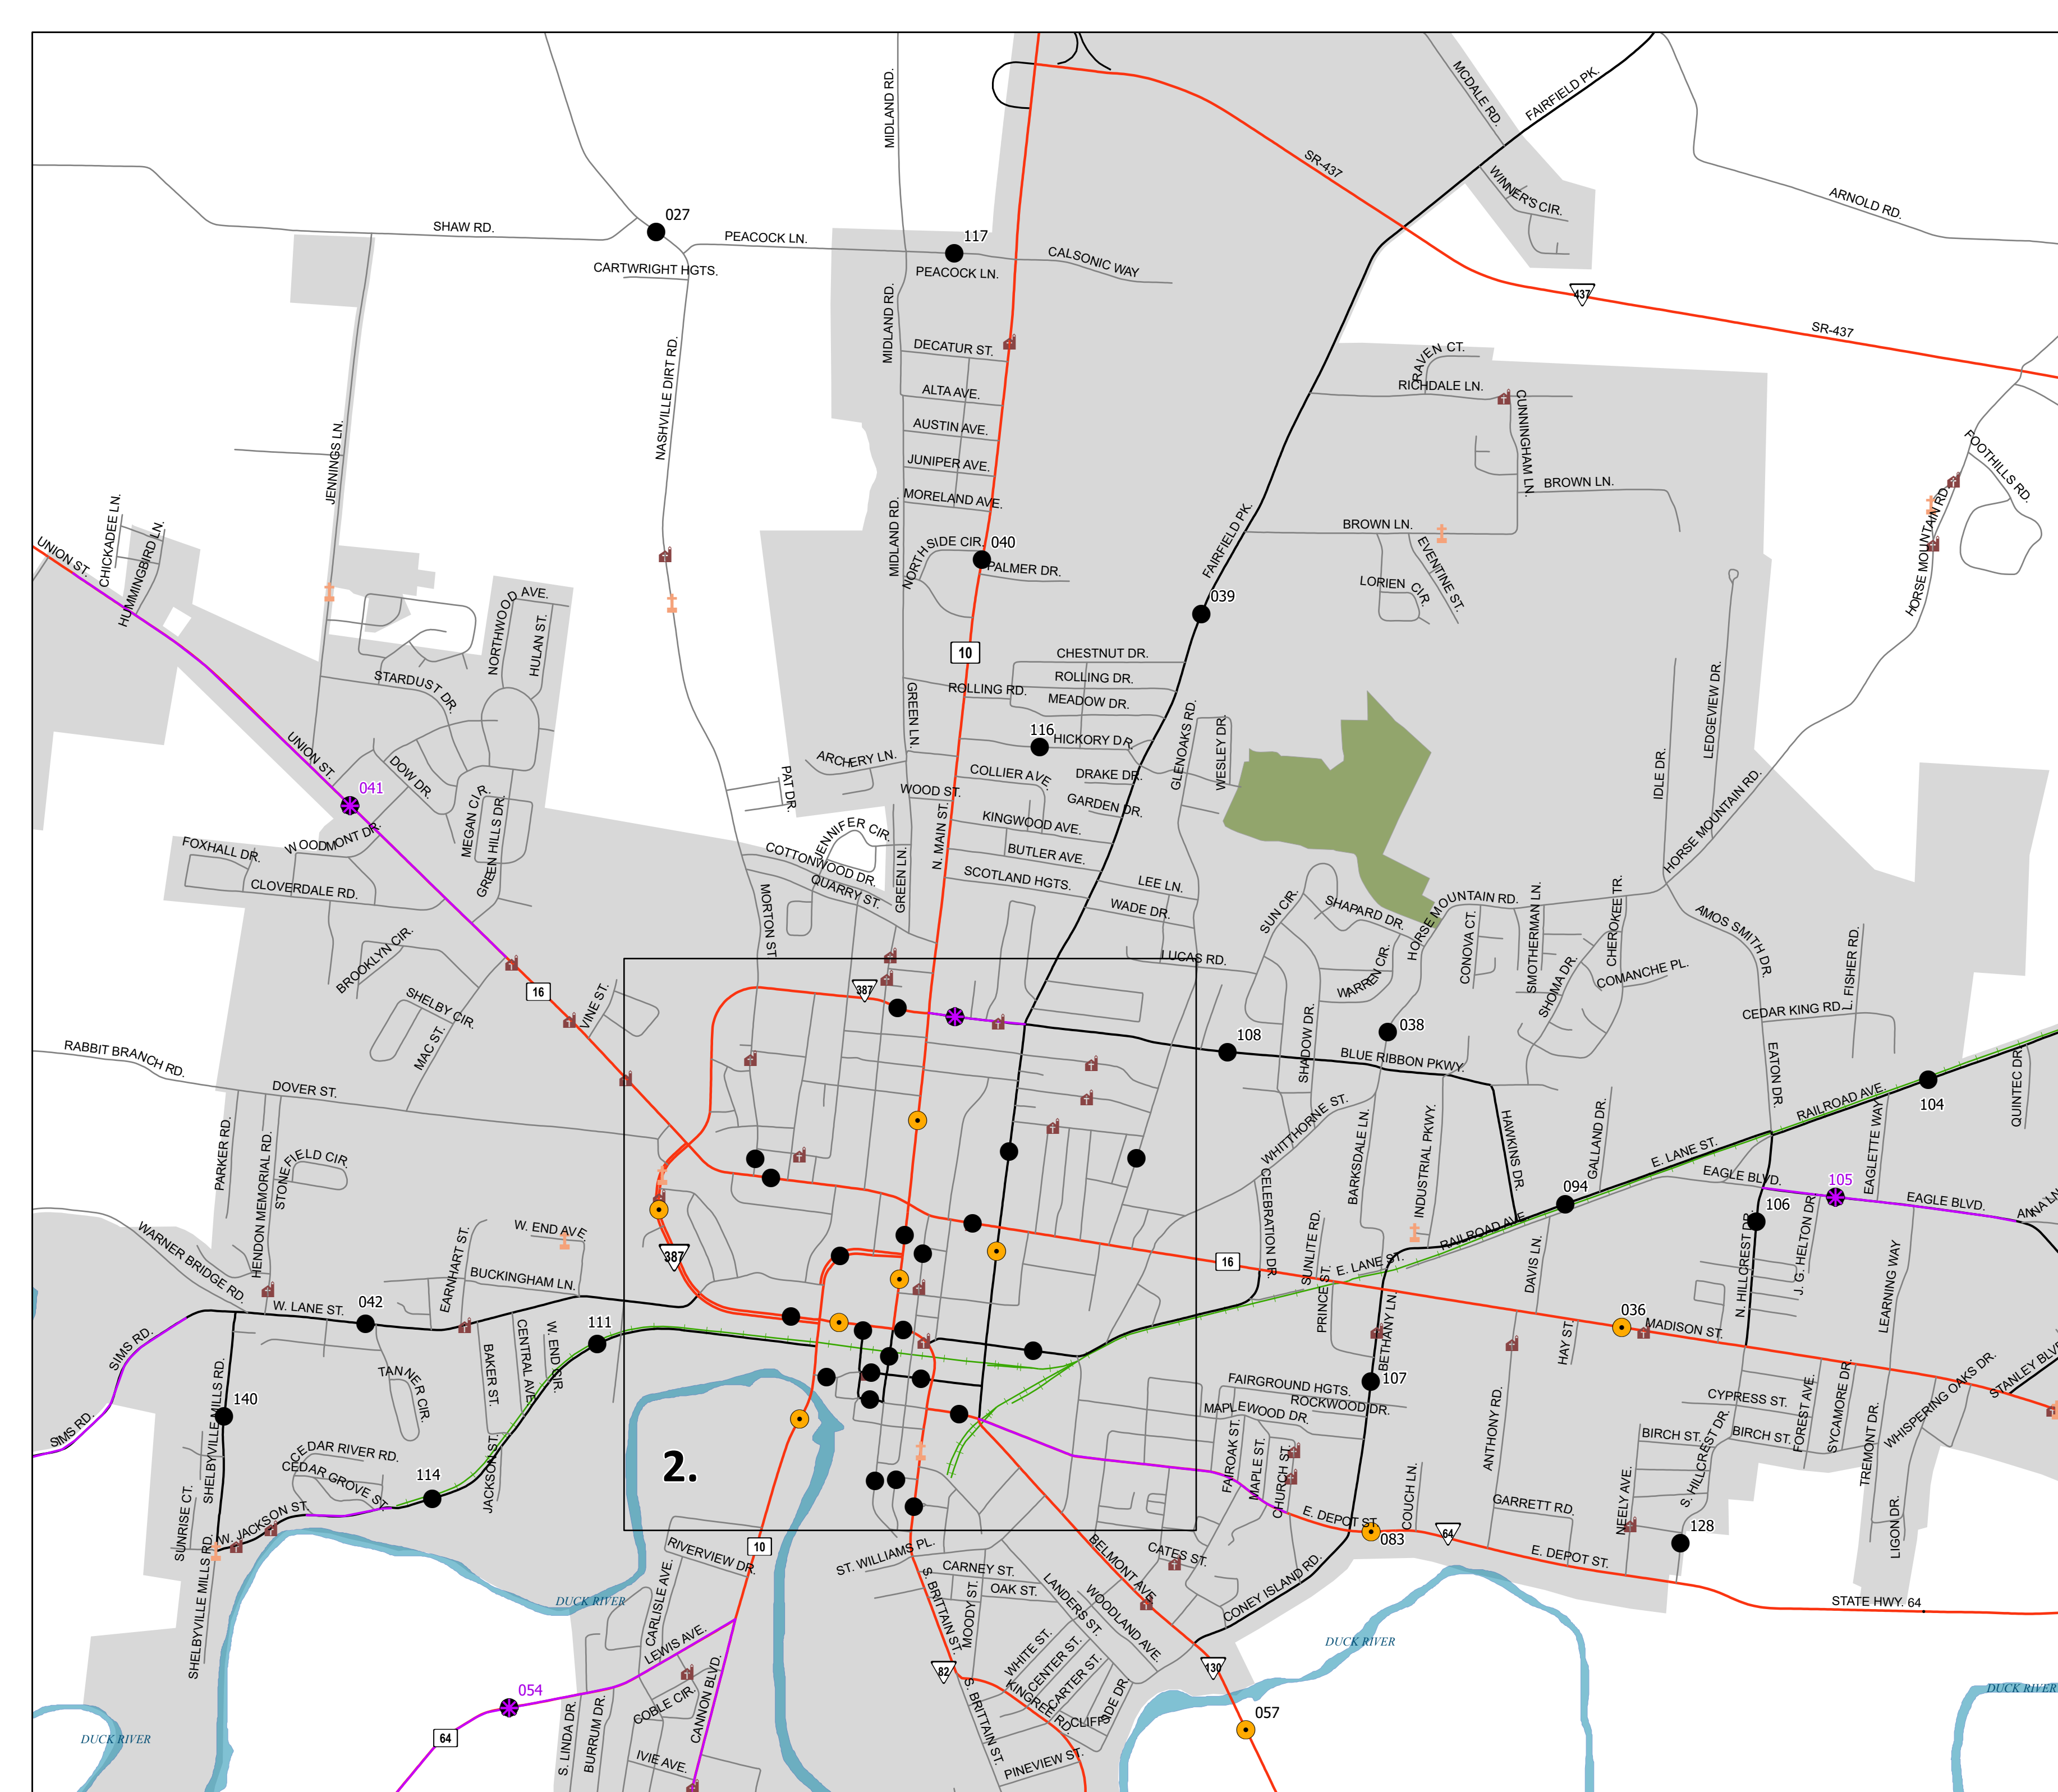 MIDLAND RD.
MCDALE RD.
FAIRFIELD PK.
SR-437
WINNER'S CIR.
ARNOLD RD.
027
SHAW RD.
PEACOCK LN.
117
CALSONIC WAY
CARTWRIGHT HGTS.
PEACOCK LN.
437
SR-437
MIDLAND RD.
DECATUR ST.
RAVEN CT.
RICHDALE LN.
NASHVILLE DIRT RD.
ALTA AVE.
CUNNINGHAM LN.
AUSTIN AVE.
JENNINGS LN.
JUNIPER AVE.
FOOTHILLS RD.
BROWN LN.
MORELAND AVE.
CHICKADEE LN.
HUMMINGBIRD LN.
MIDLAND RD.
BROWN LN.
HORSE MOUNTAIN RD.
UNION ST.
NORTHSIDE CIR.
040
PALMER DR.
FAIRFIELD PK.
EVENTINE ST.
LORIEN CIR.
039
NORTHWOOD AVE.
HULAN ST.
10
CHESTNUT DR.
STARDUST DR.
ROLLING DR.
ROLLING RD.
MEADOW DR.
GREEN LN.
LEDGEVIEW DR.
IDLE DR.
116
HICKORY DR.
GLENOAKS RD.
WESLEY DR.
UNION ST.
ARCHERY LN.
PAT DR.
COLLIER AVE.
DRAKE DR.
041
DOW DR.
WOOD ST.
GARDEN DR.
MEGAN CIR.
GREEN HILLS DR.
JENNIFER CIR.
KINGWOOD AVE.
N. MAIN ST.
HORSE MOUNTAIN RD.
WOODMONT DR.
FOXHALL DR.
BUTLER AVE.
COTTONWOOD DR.
QUARRY ST.
GREEN LN.
SCOTLAND HGTS.
LEE LN.
CLOVERDALE RD.
WADE DR.
SUN CIR.
SHAPARD DR.
HORSE MOUNTAIN RD.
AMOS SMITH DR.
MORTON ST
BROOKLYN CIR.
LUCAS RD.
WARREN CIR.
CONOVA CT.
SMOTHERMAN LN.
CHEROKEE TR.
L. FISHER RD.
SHOMA DR.
COMANCHE PL.
387
16
VINE ST.
SHELBY CIR.
MAC ST.
CEDAR KING RD.
108
038
RABBIT BRANCH RD.
SHADOW DR.
BLUE RIBBON PKWY.
EATON DR.
QUINTEC DR.
DOVER ST.
WHITTHORNE ST.
RAILROAD AVE.
104
PARKER RD.
HENDON MEMORIAL RD.
STONEFIELD CIR.
BARKSDALE LN.
INDUSTRIAL PKWY.
HAWKINS DR.
GALLAND DR.
E. LANE ST.
EAGLETTE WAY
EAGLE BLVD.
105
EAGLE BLVD.
CELEBRATION DR.
SUNLITE RD.
094
106
J. G. HELTON DR.
WARNER BRIDGE RD.
W. END AVE.
EARNHART ST.
BUCKINGHAM LN.
387
16
RAILROAD AVE.
E. LANE ST.
DAVIS LN.
N. HILLCREST DR.
LEARNING WAY
W. LANE ST.
042
111
PRINCE ST.
BETHANY LN.
036
MADISON ST.
HAY ST.
SIMS RD.
CENTRAL AVE.
W. END CIR.
BAKER ST.
TANNER CIR.
107
FAIRGROUND HGTS.
ROCKWOOD DR.
MAPLEWOOD DR.
CYPRESS ST.
STANLEY BLVD.
WHISPERING OAKS DR.
140
SHELBYVILLE MILLS RD.
SIMS RD.
CEDAR RIVER RD.
CEDAR GROVE ST.
2.
FAIROAK ST.
MAPLE ST.
CHURCH ST.
ANTHONY RD.
BIRCH ST.
BIRCH ST.
FOREST AVE.
SYCAMORE DR.
TREMONT DR.
114
JACKSON ST.
SUNRISE CT.
W. JACKSON ST.
COUCH LN.
GARRETT RD.
NEELY AVE.
S. HILLCREST DR.
E. DEPOT ST.
083
64
128
LIGON DR.
10
RIVERVIEW DR.
ST. WILLIAMS PL.
BELMONT AVE.
CATES ST.
E. DEPOT ST.
SHELBYVILLE MILLS RD.
DUCK RIVER
CARLISLE AVE.
CARNEY ST.
OAK ST.
S. BRITTAIN ST.
MOODY ST.
LANDERS ST.
WOODLAND AVE.
CONEY ISLAND RD.
STATE HWY. 64
LEWIS AVE.
WHITE ST.
CENTER ST.
CARTER ST.
DUCK RIVER
82
130
054
COBLE CIR.
CANNON BLVD.
KINGREE RD.
CLIFFSIDE DR.
057
DUCK RIVER
64
S. LINDA DR.
BURRUM DR.
IVIE AVE.
S. BRITTAIN ST.
PINEVIEW ST.
DUCK RIVER